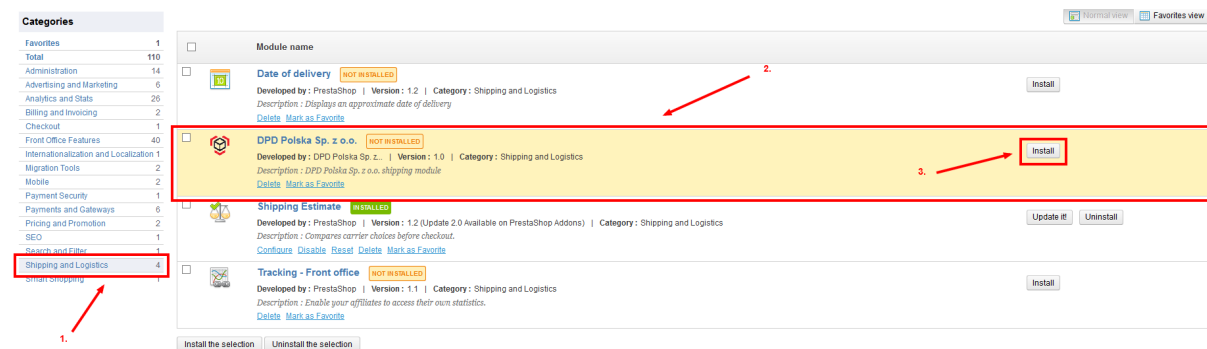 Normal view Favorites view
Categories
Favorites 1
Total 110
Administration 14
Advertising and Marketing 6
Analytics and Stats 26
Billing and Invoicing 2
Checkout 1
Front Office Features 40
Internationalization and Localization 1
Migration Tools 2
Mobile 2
Payment Security 1
Payments and Gateways 6
Pricing and Promotion 2
SEO 1
Search and Filter 1
Shipping and Logistics 4
Smart Shopping 1
1.
Module name
2.
Date of delivery NOT INSTALLED
Developed by : PrestaShop | Version : 1.2 | Category : Shipping and Logistics
Description : Displays an approximate date of delivery
Delete Mark as Favorite
Install
DPD Polska Sp. z o.o. NOT INSTALLED
Developed by : DPD Polska Sp. z... | Version : 1.0 | Category : Shipping and Logistics
Description : DPD Polska Sp. z o.o. shipping module
Delete Mark as Favorite
3.
Install
Shipping Estimate INSTALLED
Developed by : PrestaShop | Version : 1.2 (Update 2.0 Available on PrestaShop Addons) | Category : Shipping and Logistics
Description : Compares carrier choices before checkout.
Configure Disable Reset Delete Mark as Favorite
Update it! Uninstall
Tracking - Front office NOT INSTALLED
Developed by : PrestaShop | Version : 1.1 | Category : Shipping and Logistics
Description : Enable your affiliates to access their own statistics.
Delete Mark as Favorite
Install
Install the selection Uninstall the selection